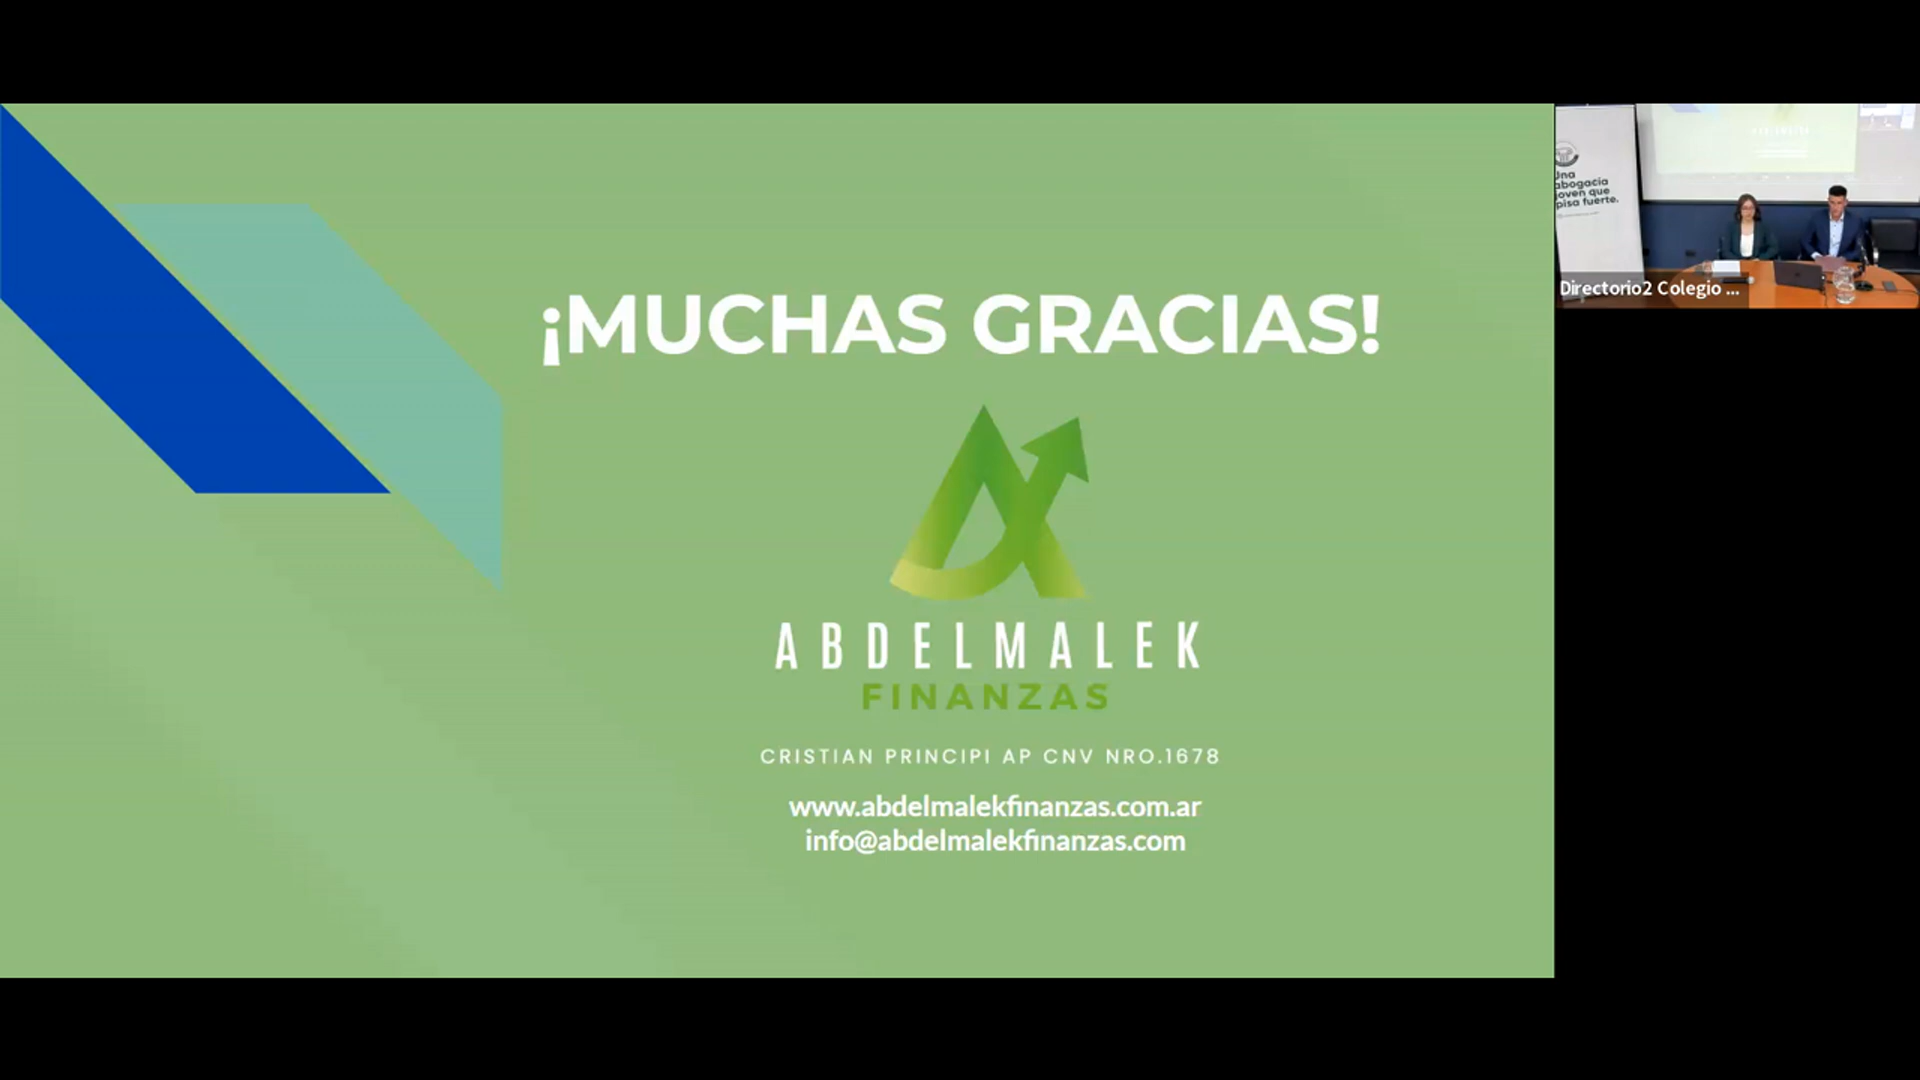 ¡MUCHAS GRACIAS!
ABDELMALEK
FINANZAS
CRISTIAN PRINCIPI AP CNV NRO.1678
www.abdelmalekfinanzas.com.ar
info@abdelmalekfinanzas.com
Una
abogacía
joven que
pisa fuerte.
Directorio2 Colegio ...